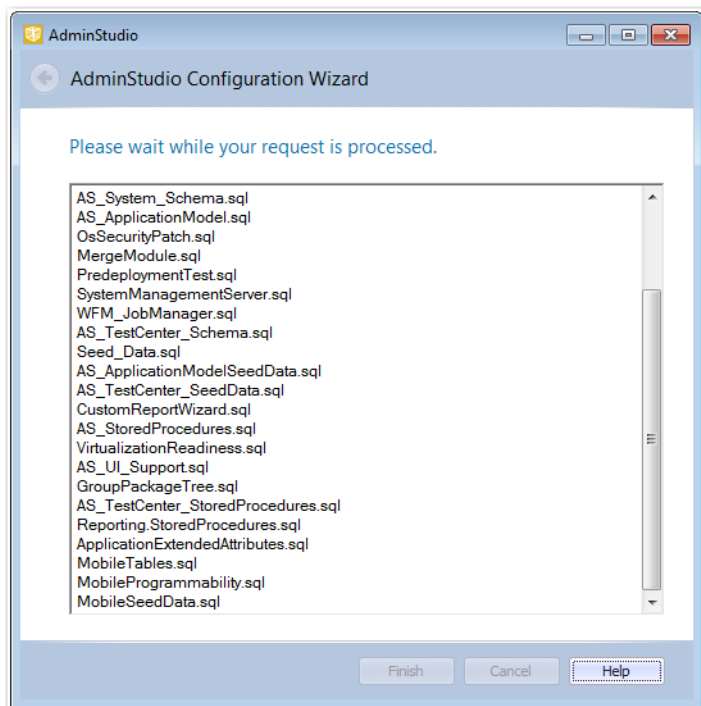 AdminStudio
AdminStudio Configuration Wizard
Please wait while your request is processed.
AS_System_Schema.sql
AS_ApplicationModel.sql
OsSecurityPatch.sql
MergeModule.sql
PredeploymentTest.sql
SystemManagementServer.sql
WFM_JobManager.sql
AS_TestCenter_Schema.sql
Seed_Data.sql
AS_ApplicationModelSeedData.sql
AS_TestCenter_SeedData.sql
CustomReportWizard.sql
AS_StoredProcedures.sql
VirtualizationReadiness.sql
AS_UI_Support.sql
GroupPackageTree.sql
AS_TestCenter_StoredProcedures.sql
Reporting.StoredProcedures.sql
ApplicationExtendedAttributes.sql
MobileTables.sql
MobileProgrammability.sql
MobileSeedData.sql
Finish Cancel Help